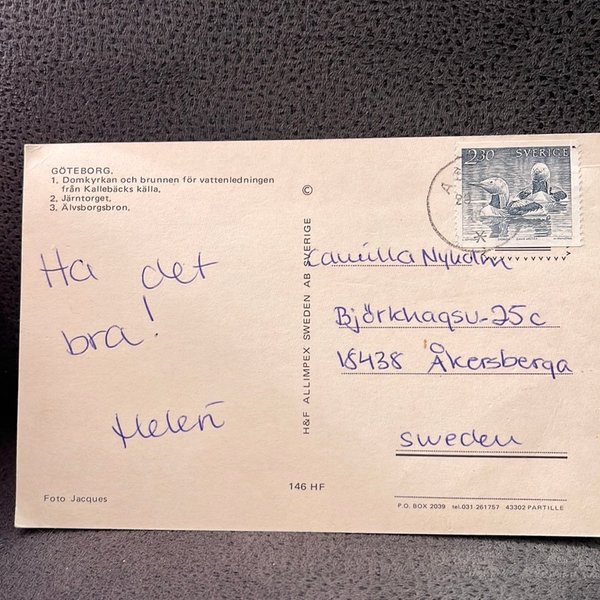 GÖTEBORG.
1. Domkyrkan och brunnen för vattenledningen
från Kallebäcks källa.
2. Järntorget.
3. Älvsborgsbron.
©
2.30 SVERIGE
Ha det
bra!
Helen
H&F ALLIMPEX SWEDEN AB SVERIGE
Camilla Nyholm
Björkhagsv-25c
18438 Åkersberga
sweden
146 HF
Foto Jacques
P.O. BOX 2039 tel.031-261757 43302 PARTILLE